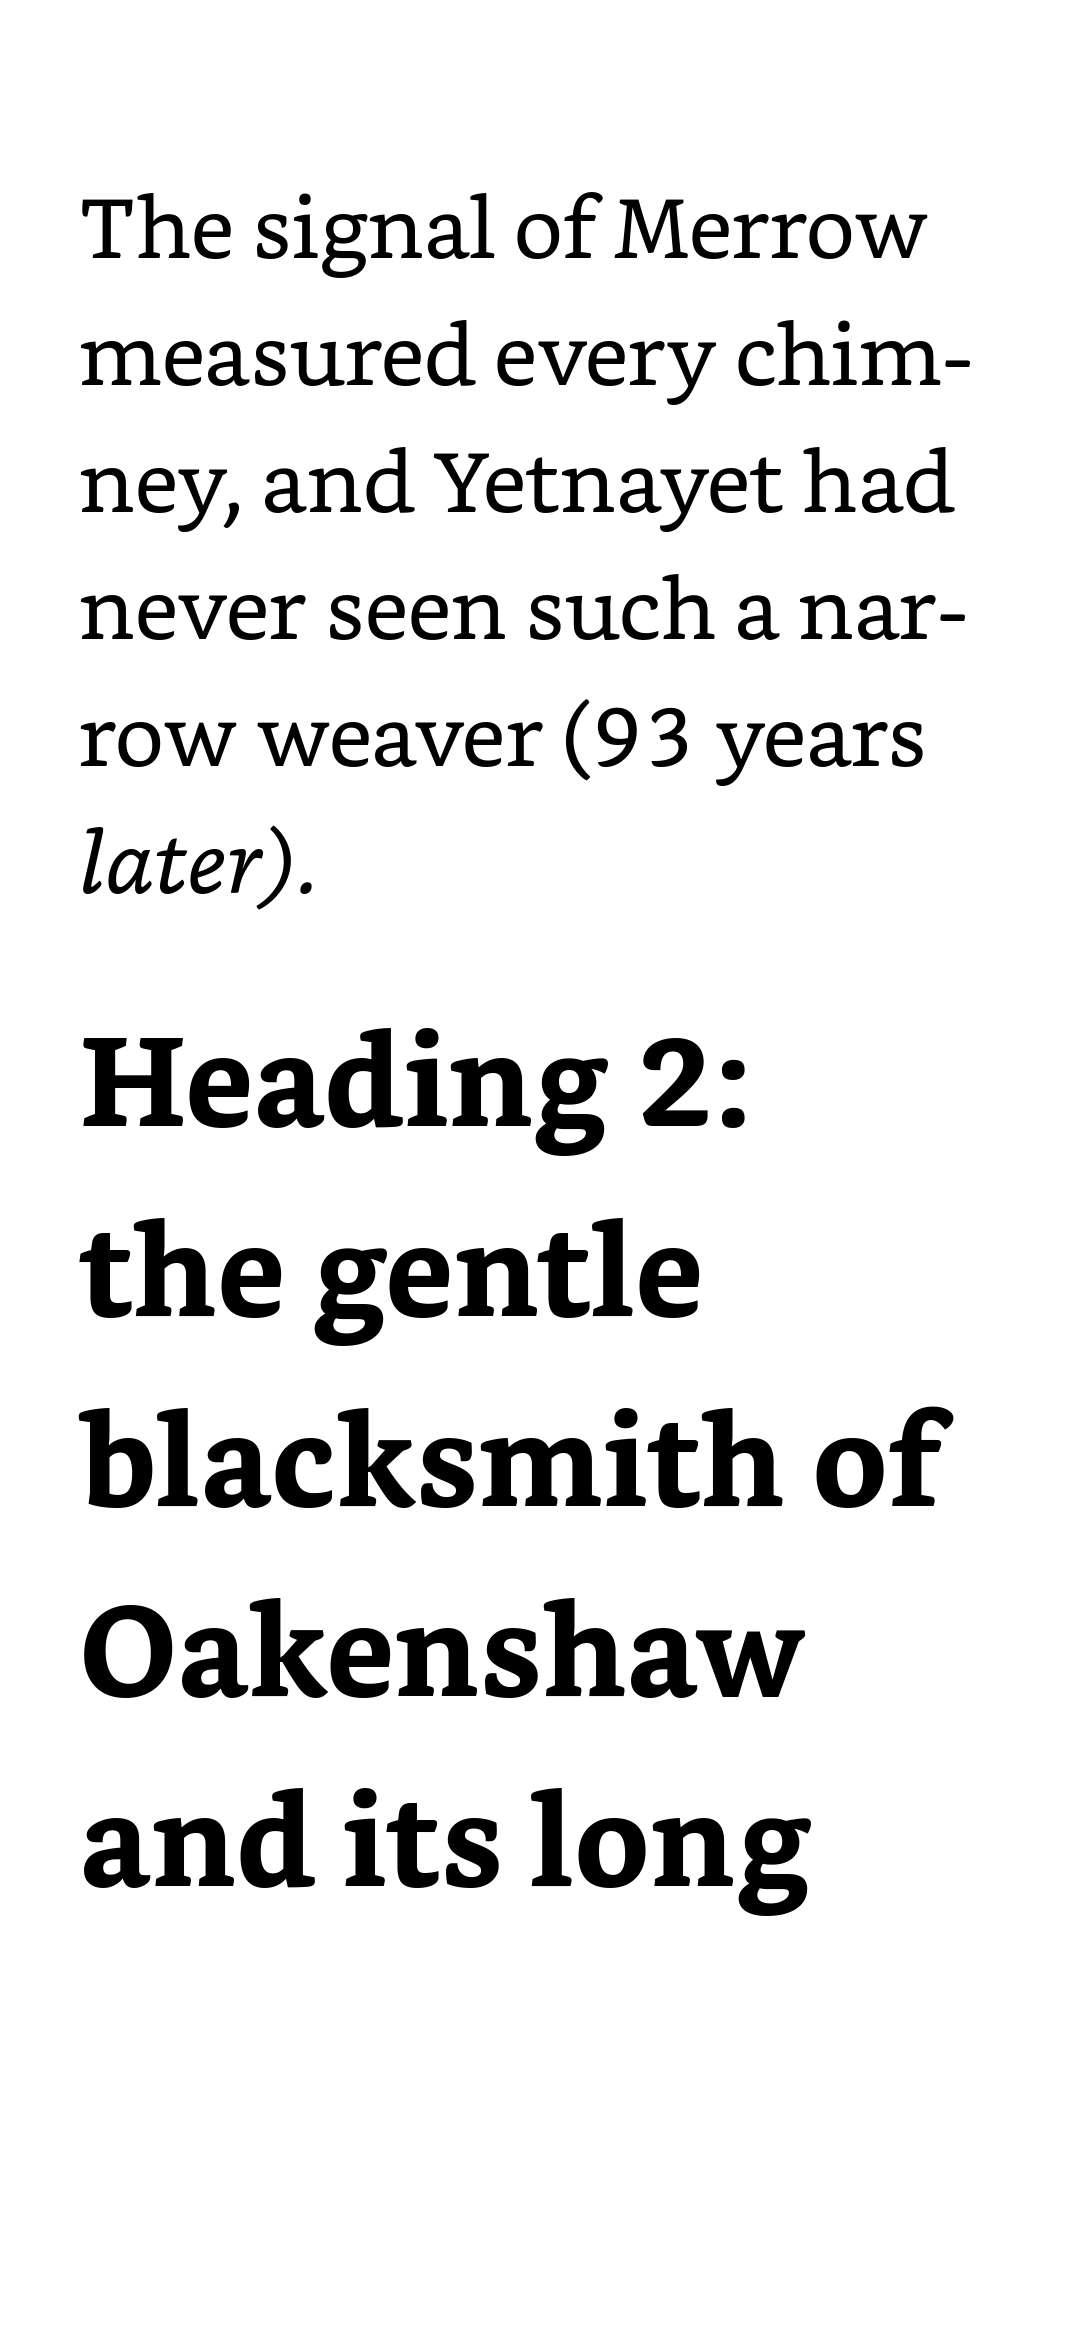 The signal of Merrow
measured every chim-
ney, and Yetnayet had
never seen such a nar-
row weaver (93 years
later).
Heading 2:
the gentle
blacksmith of
Oakenshaw
and its long